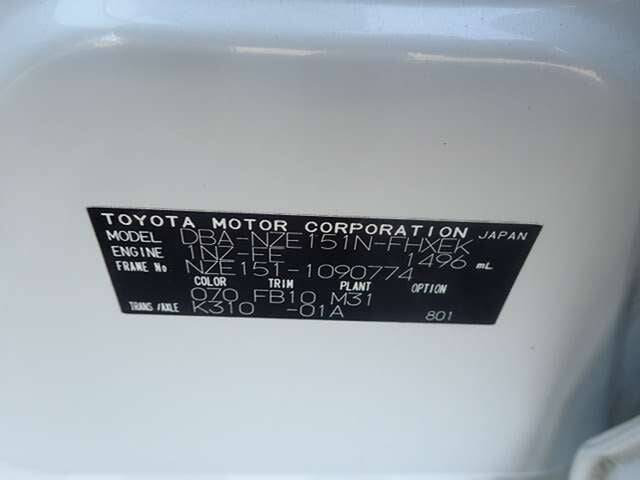 TOYOTA MOTOR CORPORATION JAPAN
MODEL DBA-NZE151N-FHXEK
ENGINE 1NZ-FE 1496 mL
FRAME No NZE151-1090774
COLOR TRIM PLANT OPTION
070 FB10 M31
TRANS/AXLE K310 -01A 801